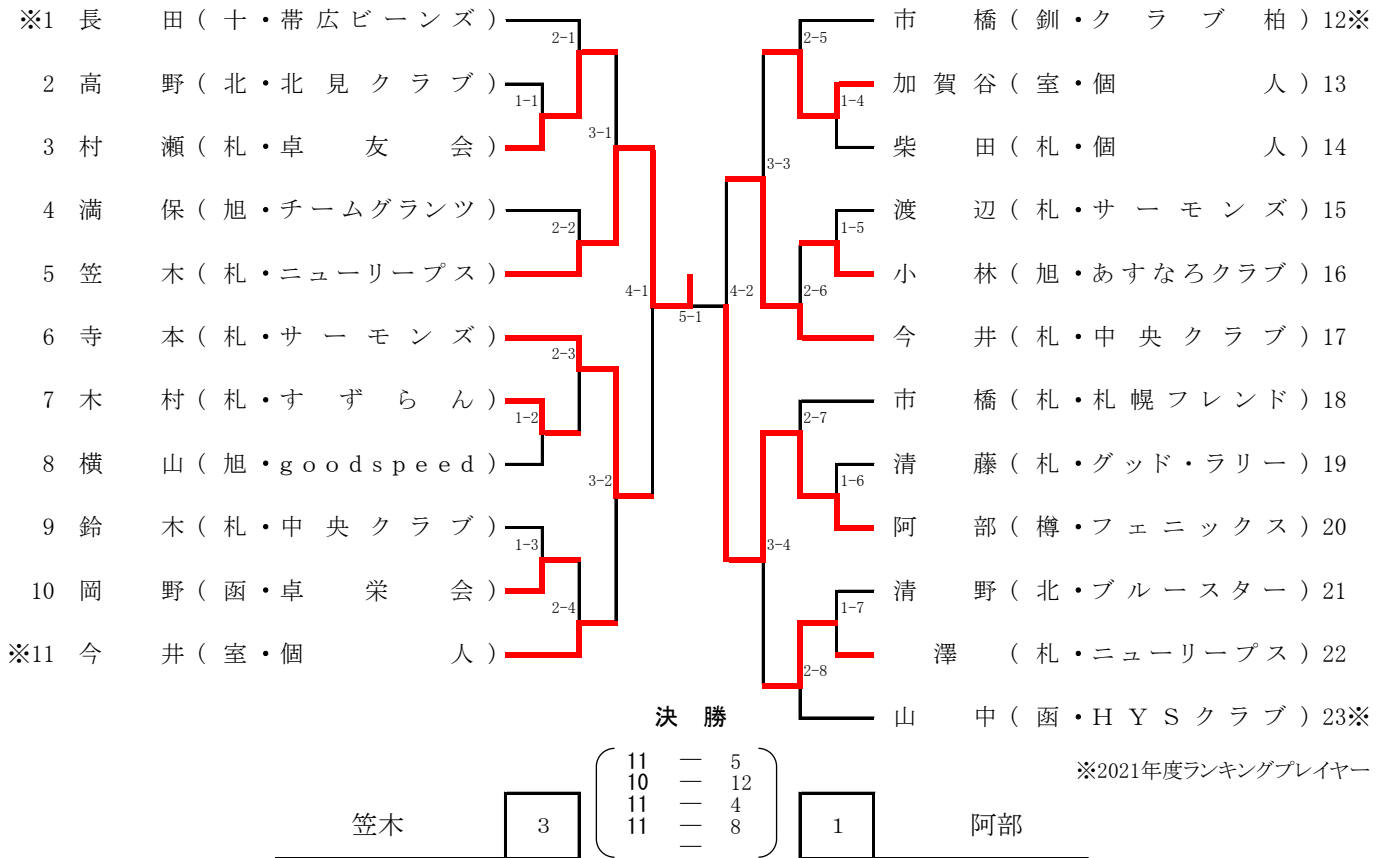 ※1 長田(十・帯広ビーンズ)
2 高野(北・北見クラブ)
3 村瀬(札・卓友会)
4 満保(旭・チームグランツ)
5 笠木(札・ニューリープス)
6 寺本(札・サーモンズ)
7 木村(札・すずらん)
8 横山(旭・goodspeed)
9 鈴木(札・中央クラブ)
10 岡野(函・卓栄会)
※11 今井(室・個人)
2-1
1-1
3-1
2-2
4-1
2-3
1-2
3-2
1-3
2-4
5-1
2-5
1-4
3-3
1-5
4-2
2-6
2-7
1-6
3-4
1-7
2-8
市橋(釧・クラブ柏)12※
加賀谷(室・個人)13
柴田(札・個人)14
渡辺(札・サーモンズ)15
小林(旭・あすなろクラブ)16
今井(札・中央クラブ)17
市橋(札・札幌フレンド)18
清藤(札・グッド・ラリー)19
阿部(樽・フェニックス)20
清野(北・ブルースター)21
澤(札・ニューリープス)22
山中(函・HYSクラブ)23※
※2021年度ランキングプレイヤー
決勝
11 — 5
10 — 12
11 — 4
11 — 8
—
笠木 3
1 阿部